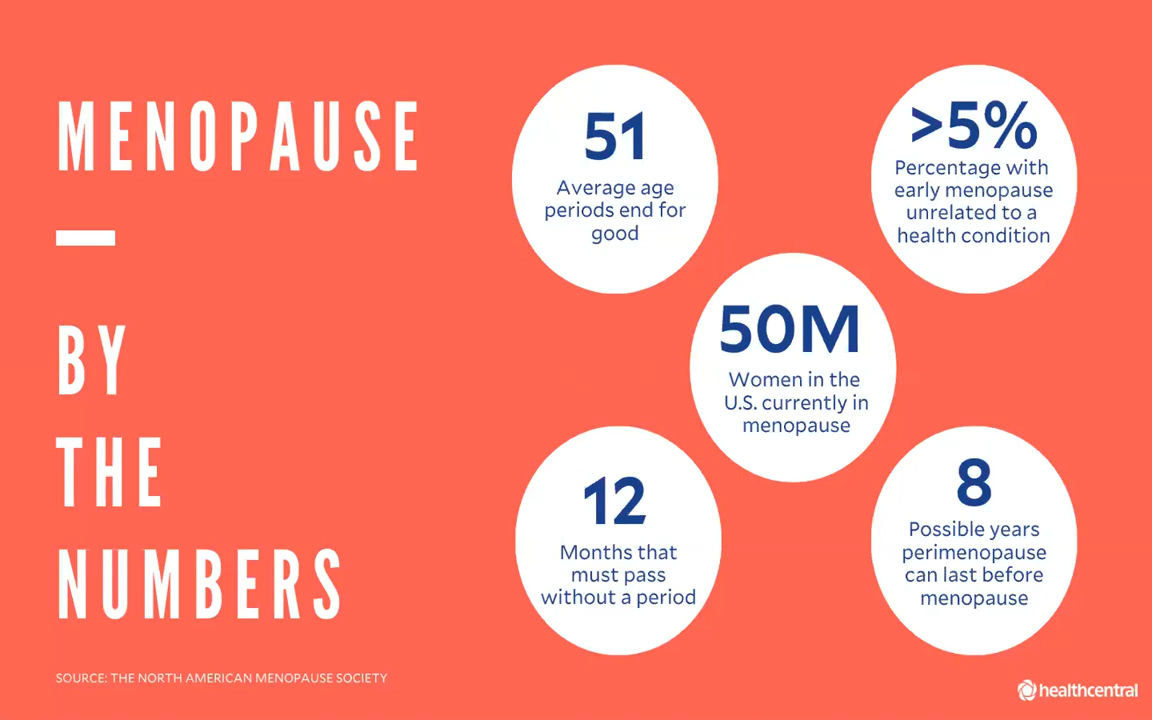 MENOPAUSE
BY
THE
NUMBERS
SOURCE: THE NORTH AMERICAN MENOPAUSE SOCIETY
51
Average age
periods end for
good
>5%
Percentage with
early menopause
unrelated to a
health condition
50M
Women in the
U.S. currently in
menopause
12
Months that
must pass
without a period
8
Possible years
perimenopause
can last before
menopause
healthcentral